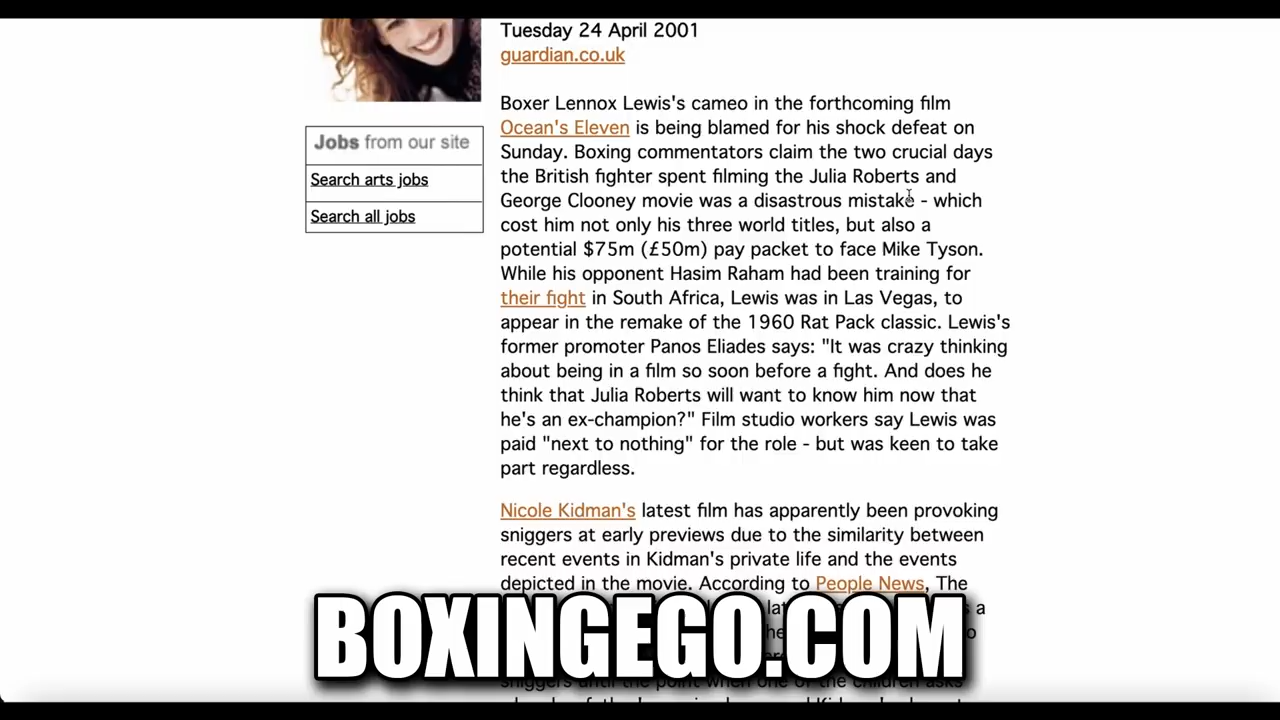 Tuesday 24 April 2001
guardian.co.uk
Jobs from our site
Search arts jobs
Search all jobs
Boxer Lennox Lewis's cameo in the forthcoming film
Ocean's Eleven is being blamed for his shock defeat on
Sunday. Boxing commentators claim the two crucial days
the British fighter spent filming the Julia Roberts and
George Clooney movie was a disastrous mistake - which
cost him not only his three world titles, but also a
potential $75m (£50m) pay packet to face Mike Tyson.
While his opponent Hasim Raham had been training for
their fight in South Africa, Lewis was in Las Vegas, to
appear in the remake of the 1960 Rat Pack classic. Lewis's
former promoter Panos Eliades says: "It was crazy thinking
about being in a film so soon before a fight. And does he
think that Julia Roberts will want to know him now that
he's an ex-champion?" Film studio workers say Lewis was
paid "next to nothing" for the role - but was keen to take
part regardless.
Nicole Kidman's latest film has apparently been provoking
sniggers at early previews due to the similarity between
recent events in Kidman's private life and the events
depicted in the movie. According to People News, The
BOXINGEGO.COM